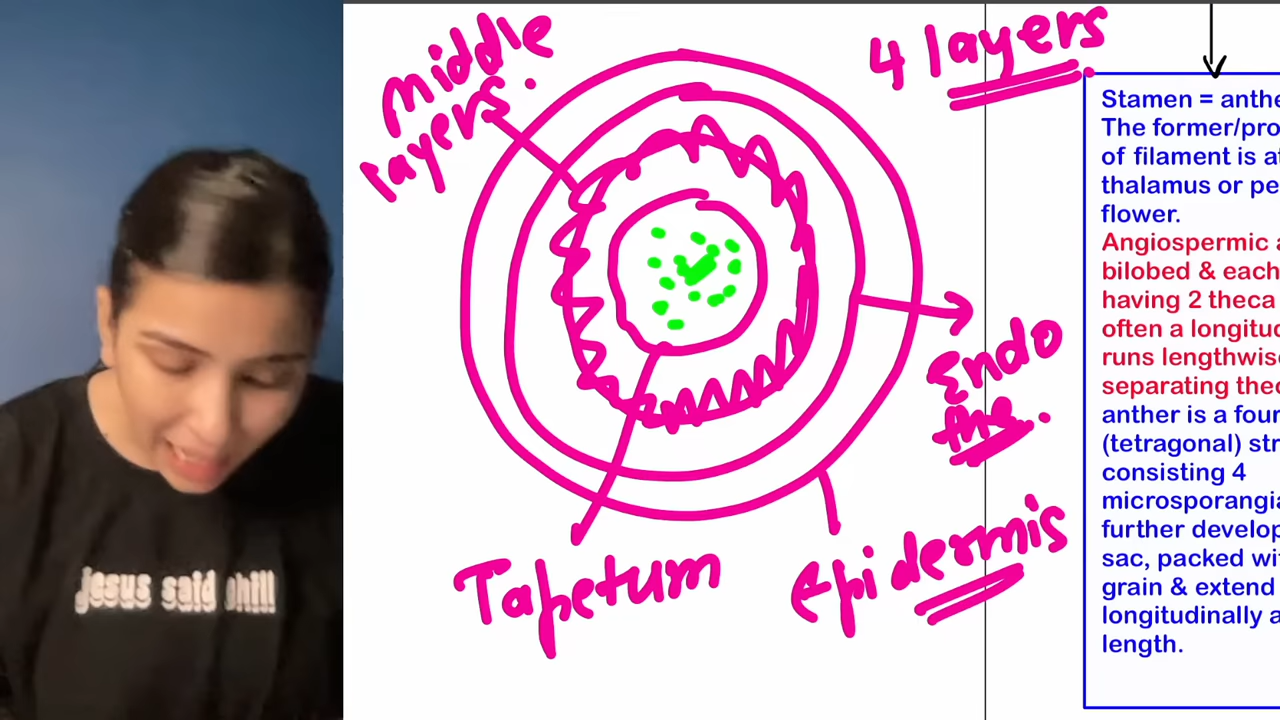 middle
layers.
4 layers
Endo
the.
Tapetum
epidermis
jesus said chill
Stamen = anthe
The former/pro
of filament is a
thalamus or pe
flower.
Angiospermic a
bilobed & each
having 2 theca
often a longitud
runs lengthwise
separating thec
anther is a four
(tetragonal) str
consisting 4
microsporangia
further develop
sac, packed wi
grain & extend
longitudinally a
length.